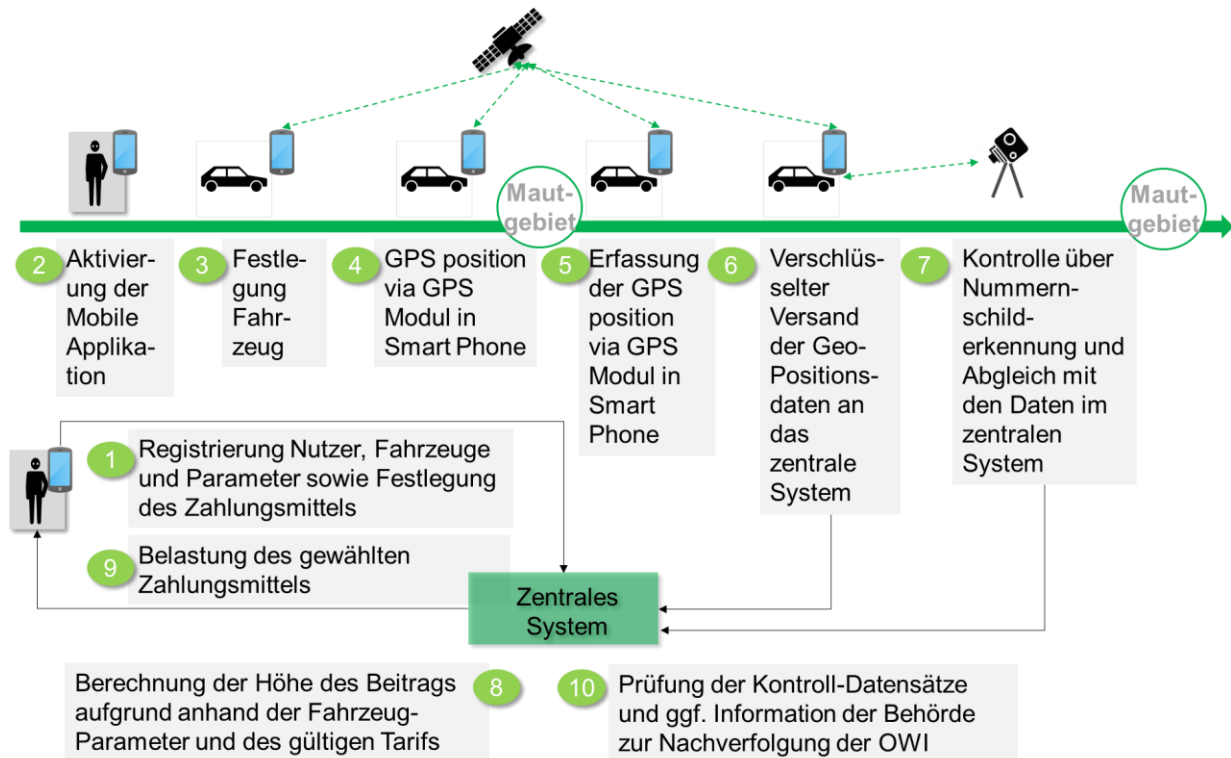 Maut-
gebiet
Maut-
gebiet
2
Aktivier-
ung der
Mobile
Applika-
tion
3
Festle-
gung
Fahr-
zeug
4
GPS position
via GPS
Modul in
Smart Phone
5
Erfassung
der GPS
position
via GPS
Modul in
Smart
Phone
6
Verschlüs-
selter
Versand
der Geo-
Positions-
daten an
das
zentrale
System
7
Kontrolle über
Nummern-
schild-
erkennung und
Abgleich mit
den Daten im
zentralen
System
1
Registrierung Nutzer, Fahrzeuge
und Parameter sowie Festlegung
des Zahlungsmittels
9
Belastung des gewählten
Zahlungsmittels
Zentrales
System
Berechnung der Höhe des Beitrags
aufgrund anhand der Fahrzeug-
Parameter und des gültigen Tarifs
8
10
Prüfung der Kontroll-Datensätze
und ggf. Information der Behörde
zur Nachverfolgung der OWI